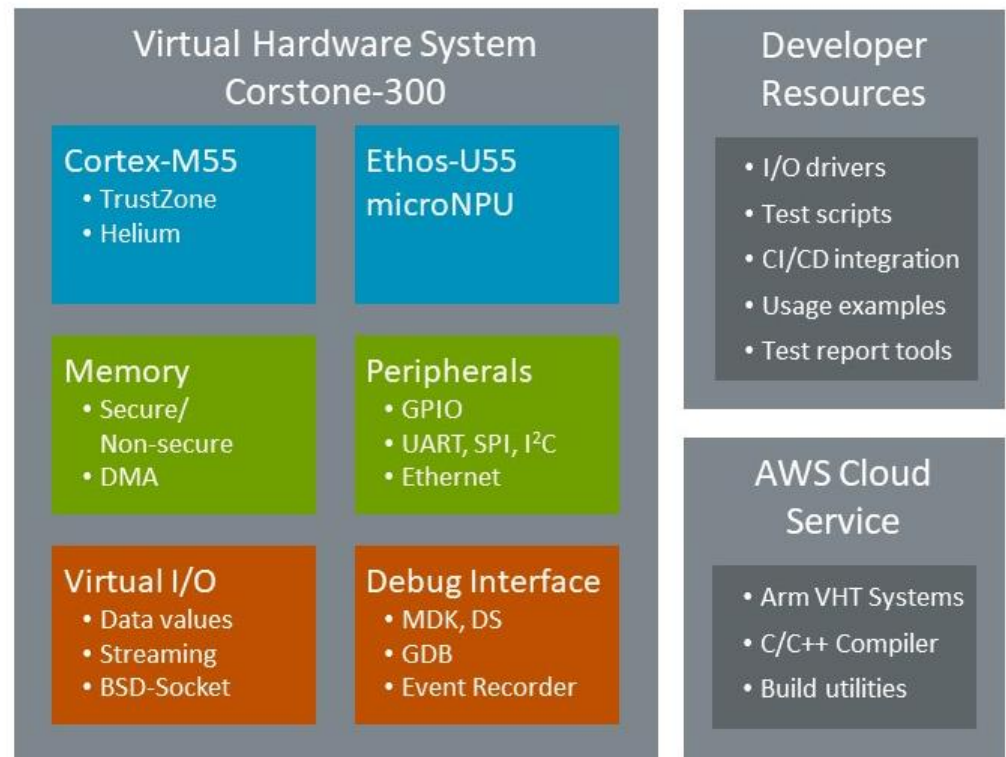 Virtual Hardware System
Corstone-300
Cortex-M55
• TrustZone
• Helium
Ethos-U55
microNPU
Memory
• Secure/
Non-secure
• DMA
Peripherals
• GPIO
• UART, SPI, I²C
• Ethernet
Virtual I/O
• Data values
• Streaming
• BSD-Socket
Debug Interface
• MDK, DS
• GDB
• Event Recorder
Developer
Resources
• I/O drivers
• Test scripts
• CI/CD integration
• Usage examples
• Test report tools
AWS Cloud
Service
• Arm VHT Systems
• C/C++ Compiler
• Build utilities